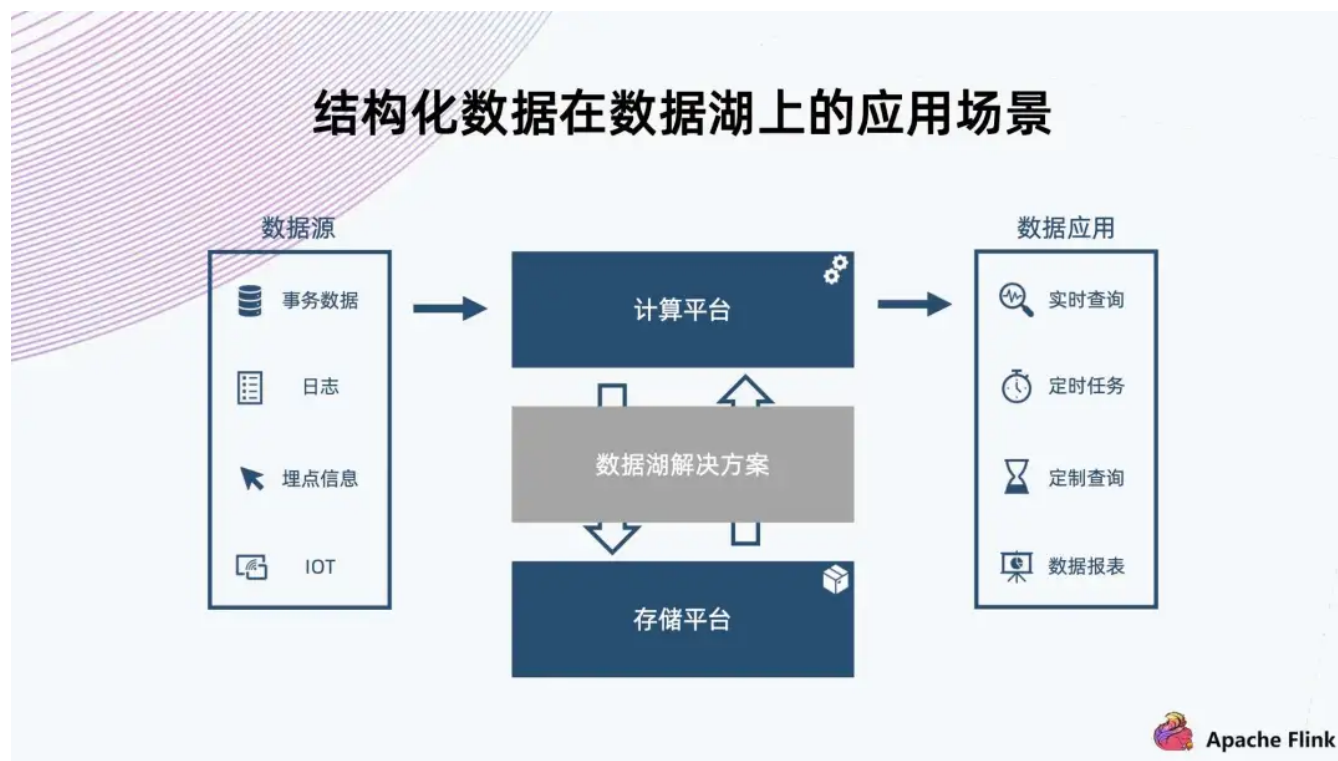 结构化数据在数据湖上的应用场景
数据源
事务数据
日志
埋点信息
IOT
计算平台
数据湖解决方案
存储平台
数据应用
实时查询
定时任务
定制查询
数据报表
Apache Flink